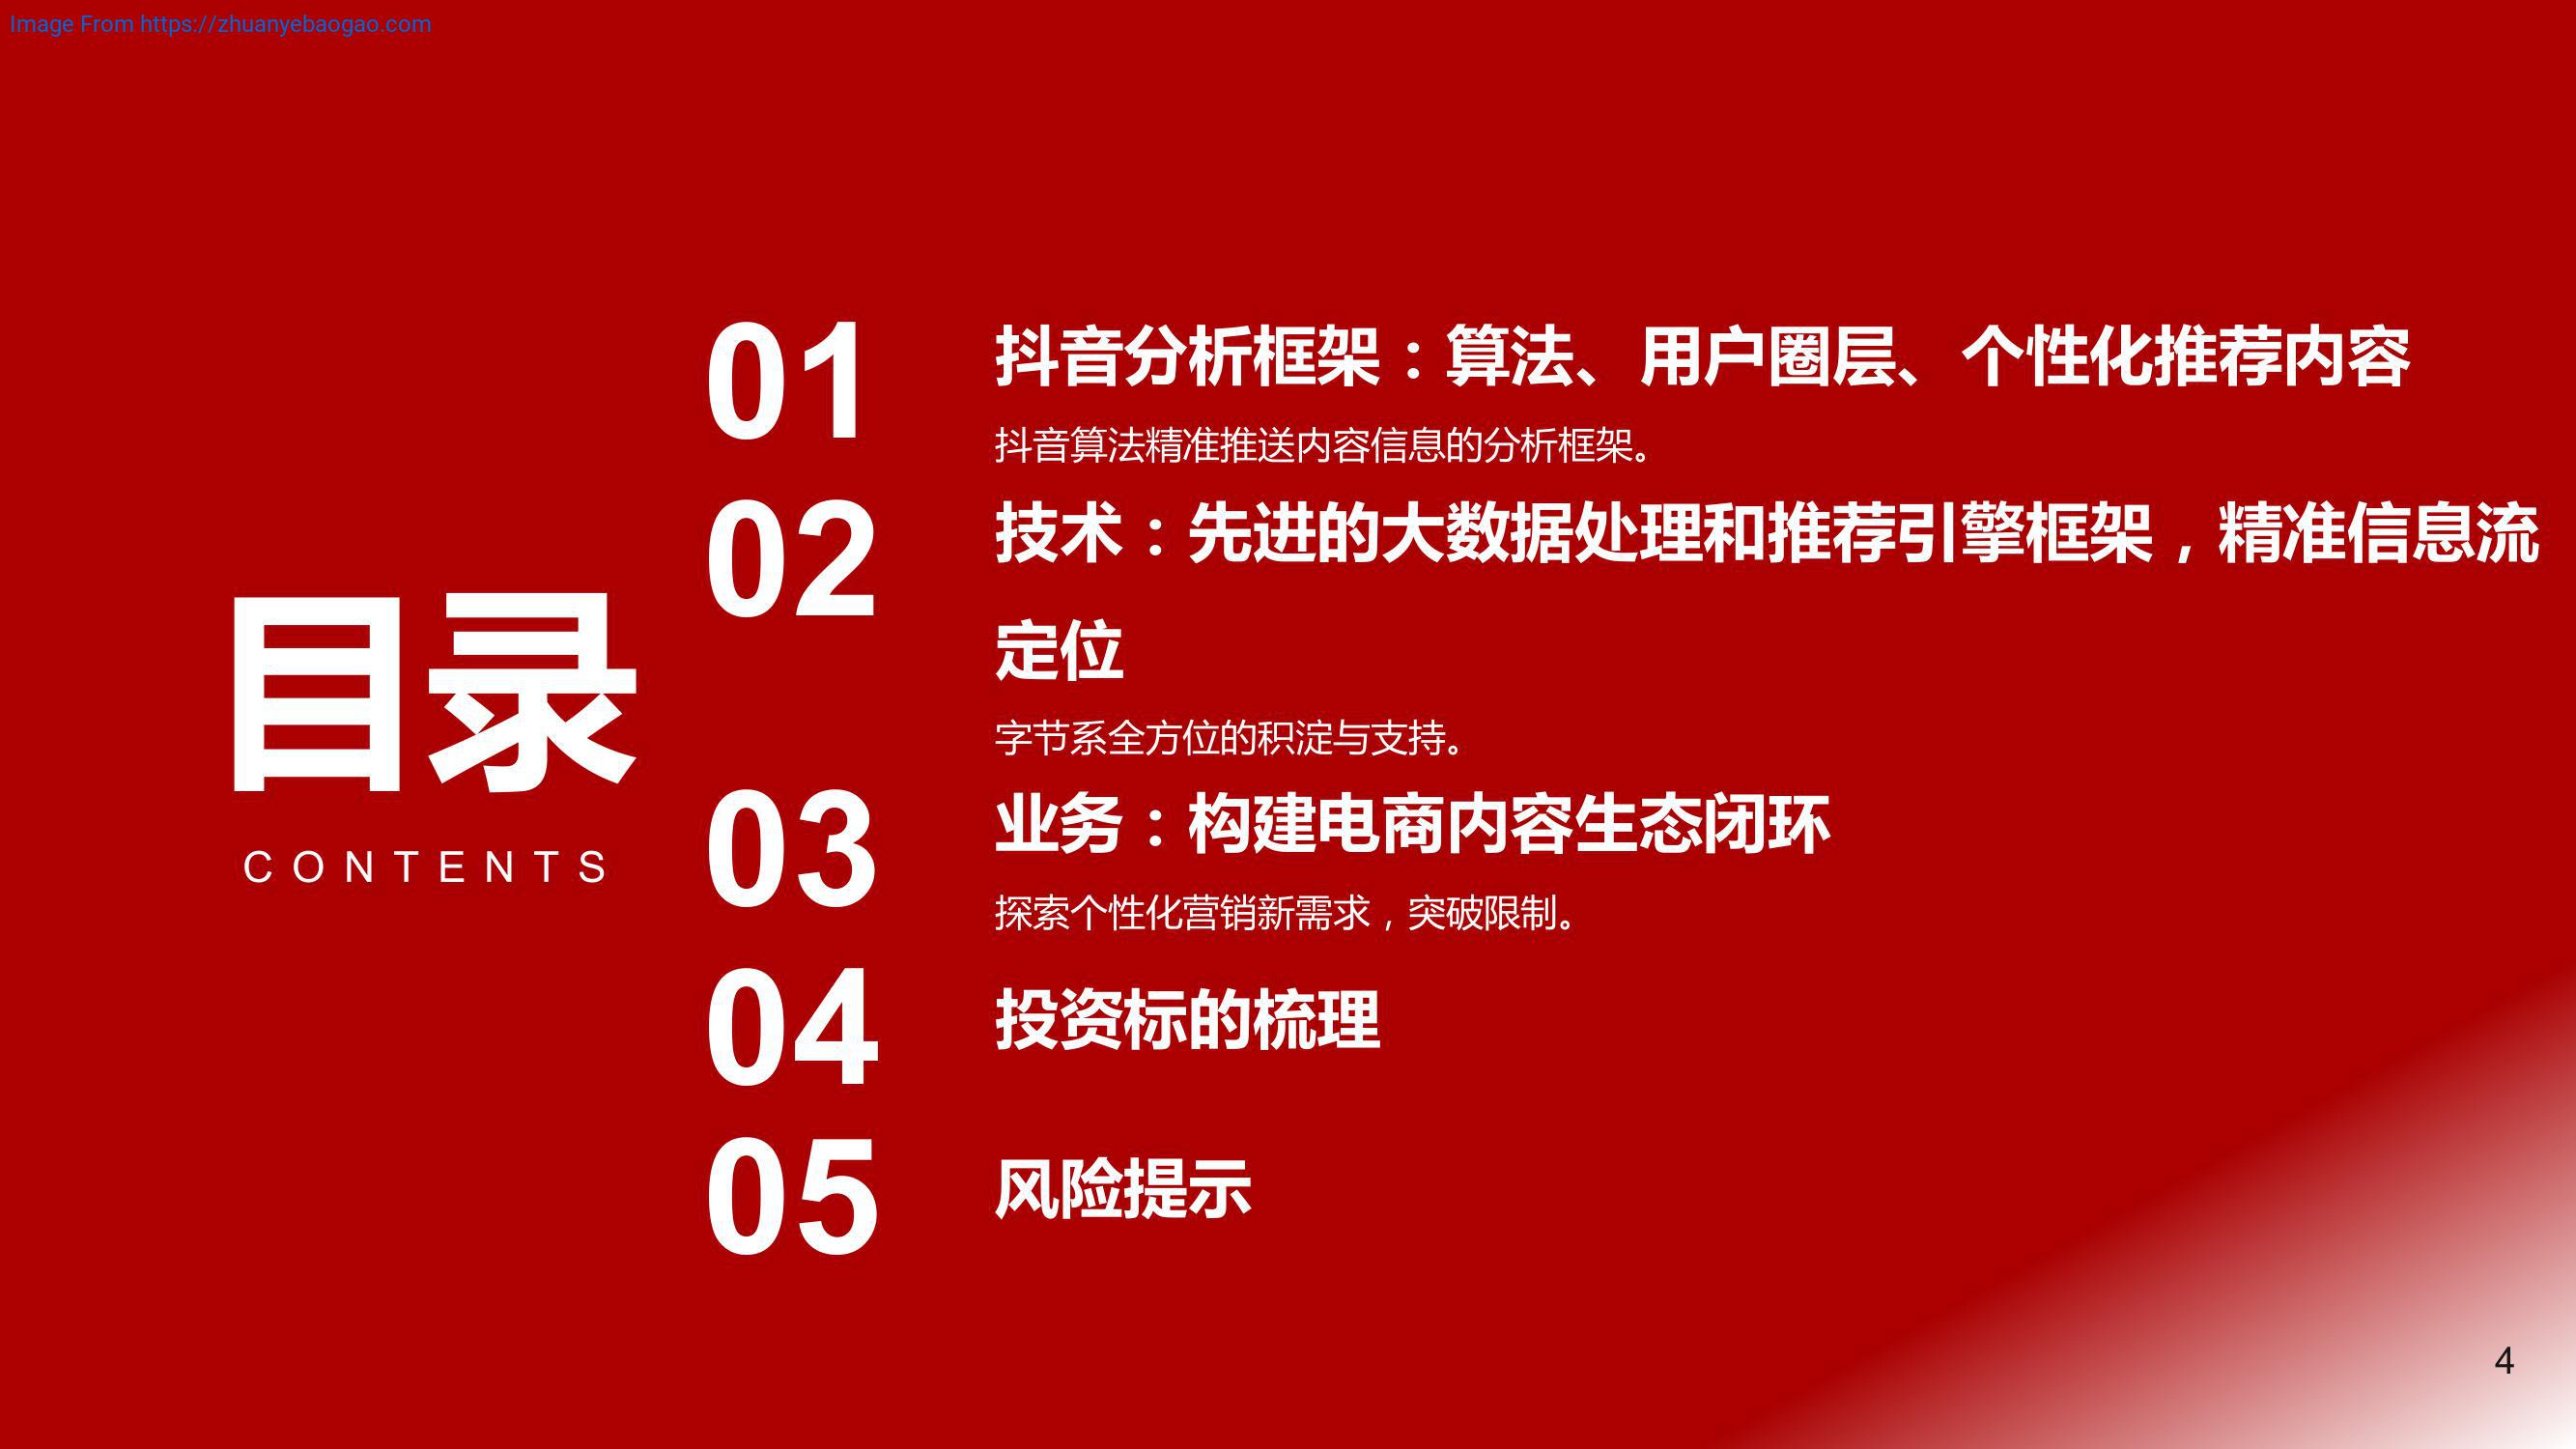 Image From https://zhuanyebaogao.com
目录
CONTENTS
01
抖音分析框架：算法、用户圈层、个性化推荐内容
抖音算法精准推送内容信息的分析框架。
02
技术：先进的大数据处理和推荐引擎框架，精准信息流
定位
字节系全方位的积淀与支持。
03
业务：构建电商内容生态闭环
探索个性化营销新需求，突破限制。
04
投资标的梳理
05
风险提示
4